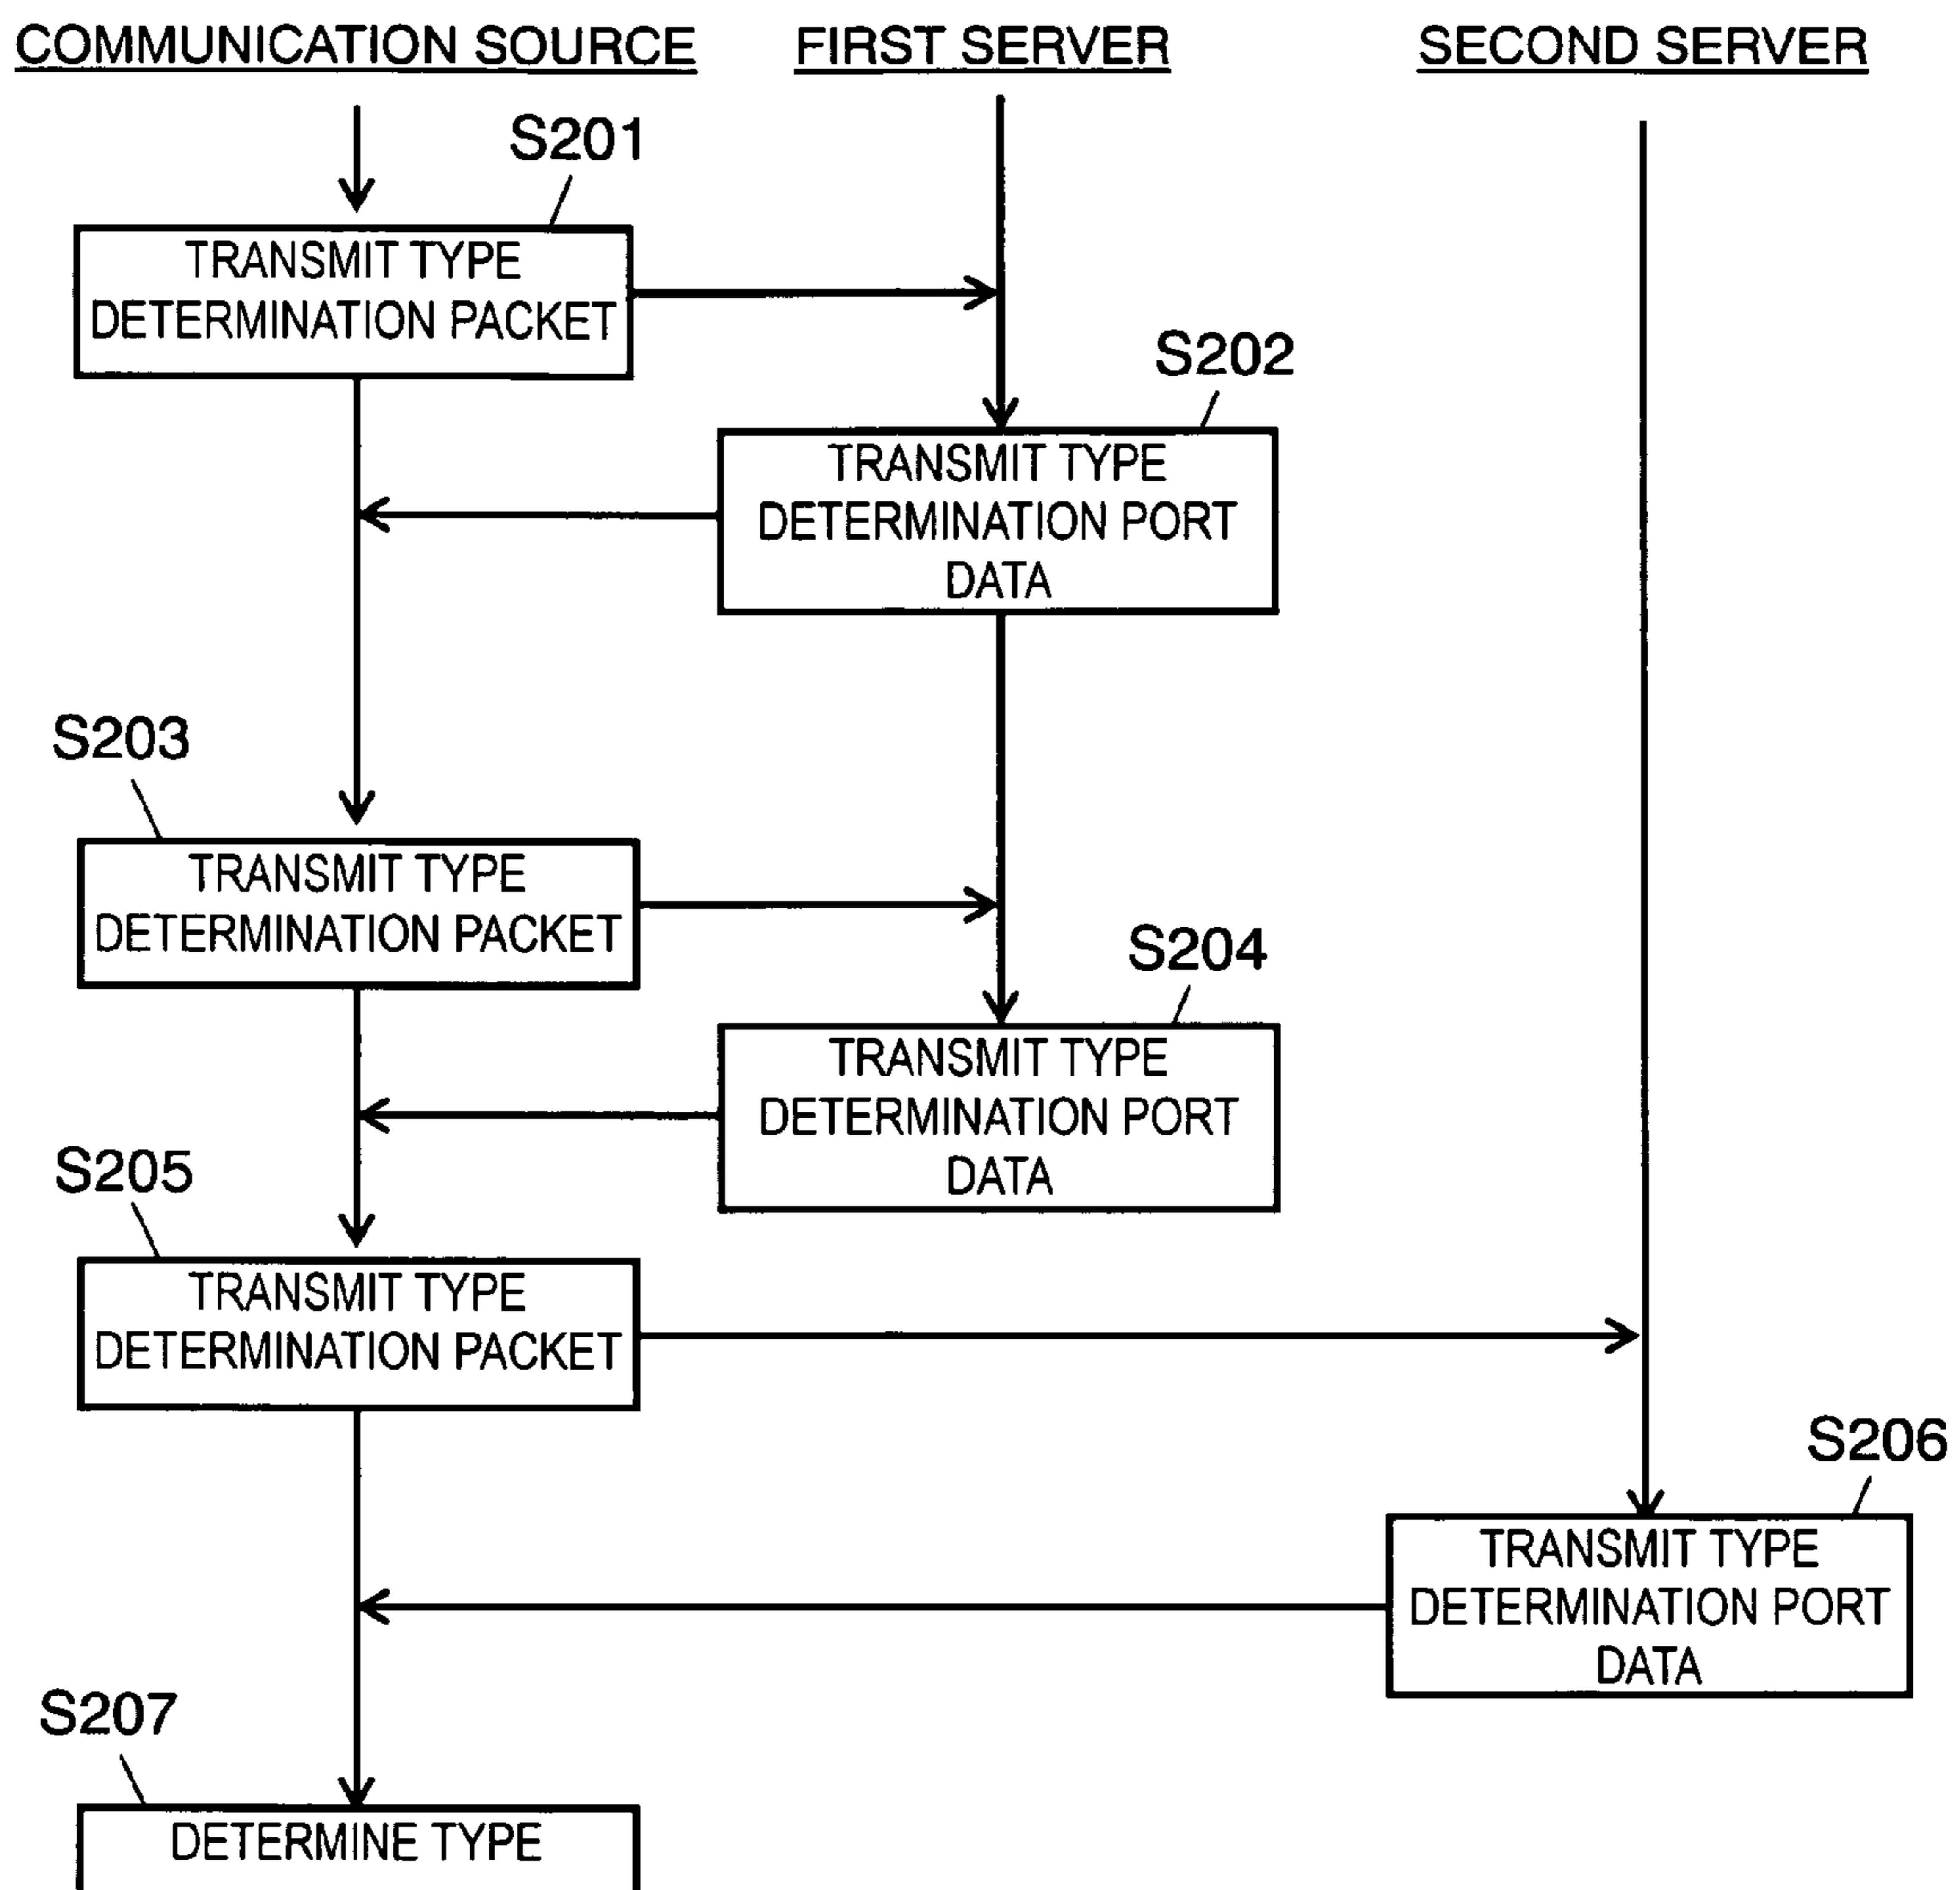 COMMUNICATION SOURCE
FIRST SERVER
SECOND SERVER
S201
TRANSMIT TYPE
DETERMINATION PACKET
S202
TRANSMIT TYPE
DETERMINATION PORT
DATA
S203
TRANSMIT TYPE
DETERMINATION PACKET
S204
TRANSMIT TYPE
DETERMINATION PORT
DATA
S205
TRANSMIT TYPE
DETERMINATION PACKET
S206
TRANSMIT TYPE
DETERMINATION PORT
DATA
S207
DETERMINE TYPE